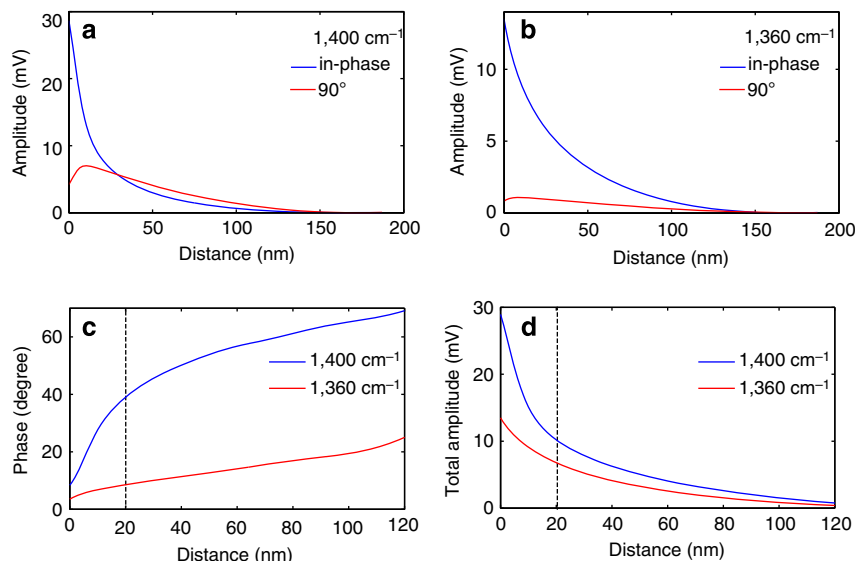 a
1,400 cm⁻¹
in-phase
90°
30
20
10
0
Amplitude (mV)
0 50 100 150 200
Distance (nm)
b
1,360 cm⁻¹
in-phase
90°
10
5
0
Amplitude (mV)
0 50 100 150 200
Distance (nm)
c
1,400 cm⁻¹
1,360 cm⁻¹
60
40
20
0
Phase (degree)
0 20 40 60 80 100 120
Distance (nm)
d
1,400 cm⁻¹
1,360 cm⁻¹
30
20
10
0
Total amplitude (mV)
0 20 40 60 80 100 120
Distance (nm)